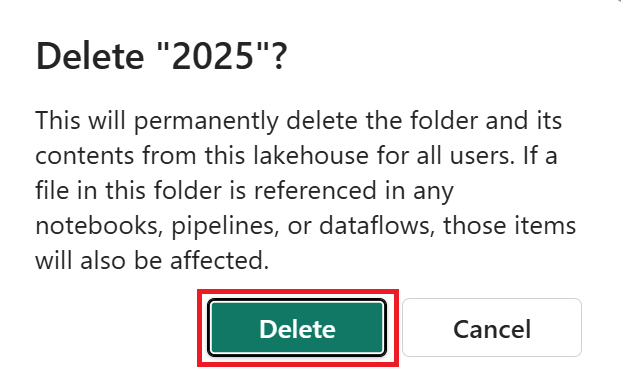 Delete "2025"?
This will permanently delete the folder and its
contents from this lakehouse for all users. If a
file in this folder is referenced in any
notebooks, pipelines, or dataflows, those items
will also be affected.
Delete
Cancel